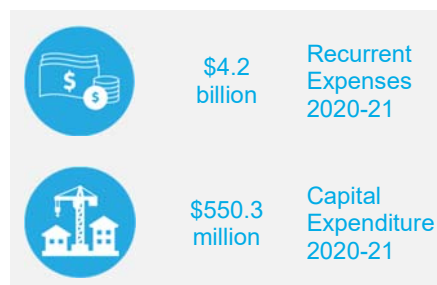 $4.2
billion
Recurrent
Expenses
2020-21
$550.3
million
Capital
Expenditure
2020-21